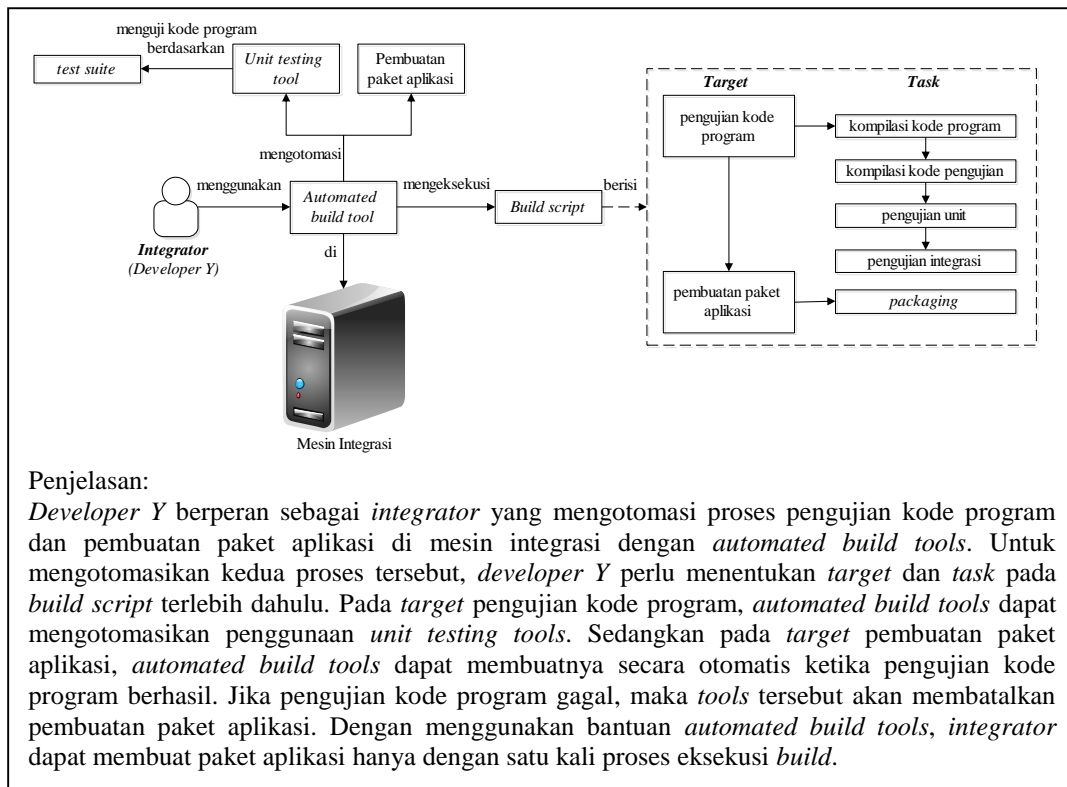 menguji kode program
berdasarkan
test suite
Unit testing
tool
Pembuatan
paket aplikasi
mengotomasi
menggunakan
Automated
build tool
mengeksekusi
Build script
berisi
Integrator
(Developer Y)
di
Mesin Integrasi
Target
Task
pengujian kode
program
kompilasi kode program
kompilasi kode pengujian
pengujian unit
pengujian integrasi
pembuatan paket
aplikasi
packaging
Penjelasan:
Developer Y berperan sebagai integrator yang mengotomasi proses pengujian kode program
dan pembuatan paket aplikasi di mesin integrasi dengan automated build tools. Untuk
mengotomasikan kedua proses tersebut, developer Y perlu menentukan target dan task pada
build script terlebih dahulu. Pada target pengujian kode program, automated build tools dapat
mengotomasikan penggunaan unit testing tools. Sedangkan pada target pembuatan paket
aplikasi, automated build tools dapat membuatnya secara otomatis ketika pengujian kode
program berhasil. Jika pengujian kode program gagal, maka tools tersebut akan membatalkan
pembuatan paket aplikasi. Dengan menggunakan bantuan automated build tools, integrator
dapat membuat paket aplikasi hanya dengan satu kali proses eksekusi build.